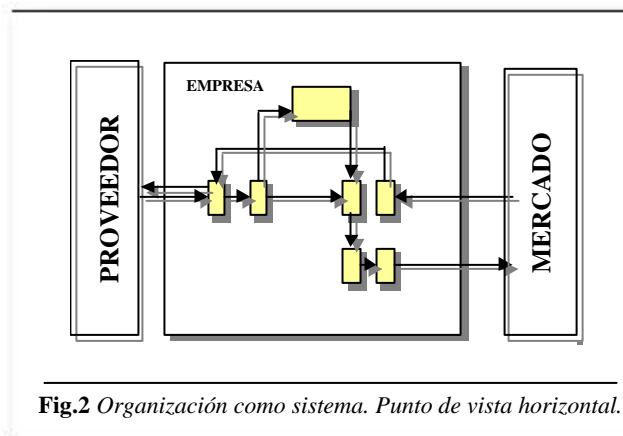 EMPRESA
PROVEEDOR
MERCADO
Fig.2 Organización como sistema. Punto de vista horizontal.